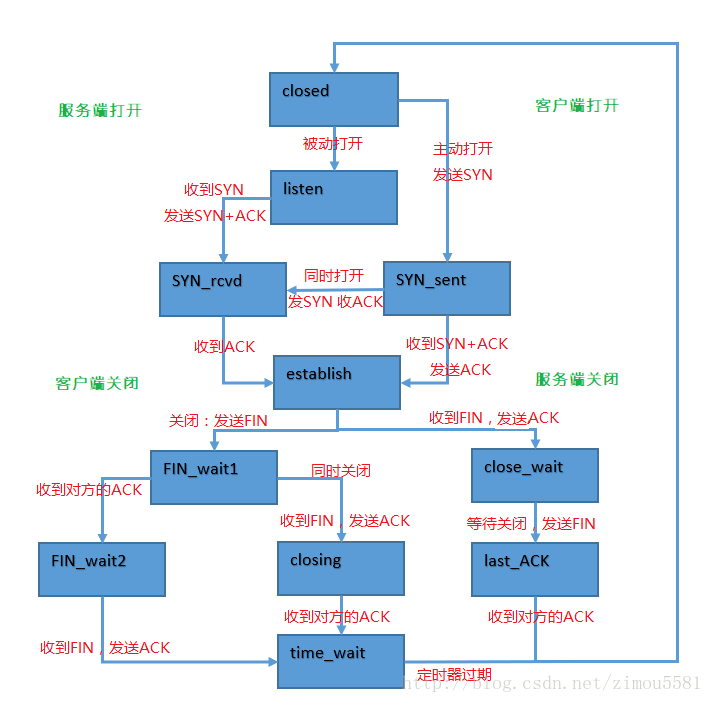 closed
服务端打开
客户端打开
被动打开
主动打开
发送SYN
listen
收到SYN
发送SYN+ACK
SYN_rcvd
同时打开
发SYN 收ACK
SYN_sent
收到ACK
收到SYN+ACK
发送ACK
establish
客户端关闭
服务端关闭
关闭：发送FIN
收到FIN，发送ACK
FIN_wait1
同时关闭
close_wait
收到对方的ACK
收到FIN，发送ACK
等待关闭，发送FIN
FIN_wait2
closing
last_ACK
收到对方的ACK
收到对方的ACK
收到FIN，发送ACK
time_wait
定时器过期
http://blog.csdn.net/zimou5581